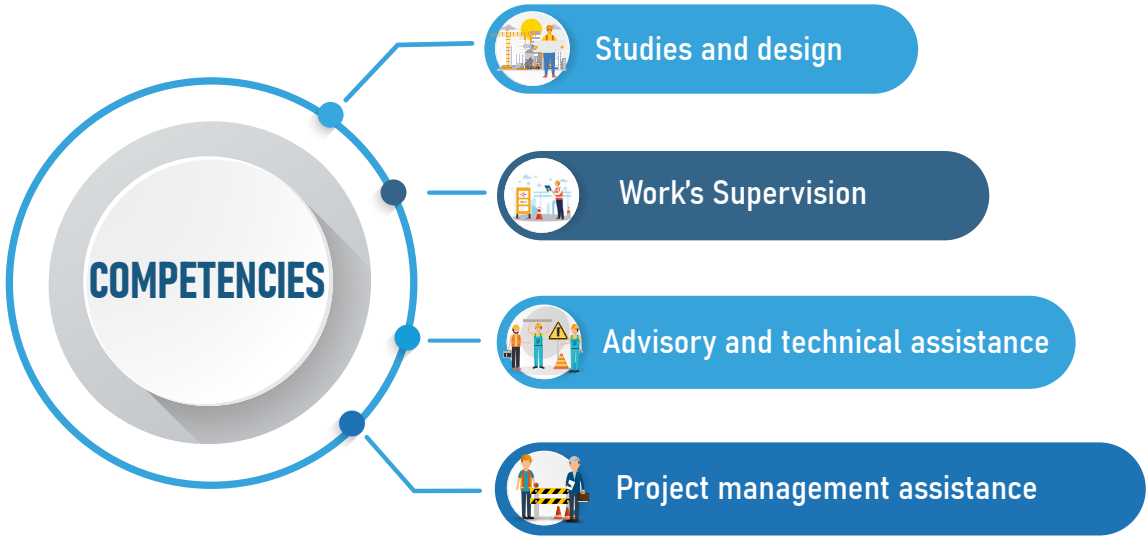 Studies and design
Work's Supervision
COMPETENCIES
Advisory and technical assistance
Project management assistance